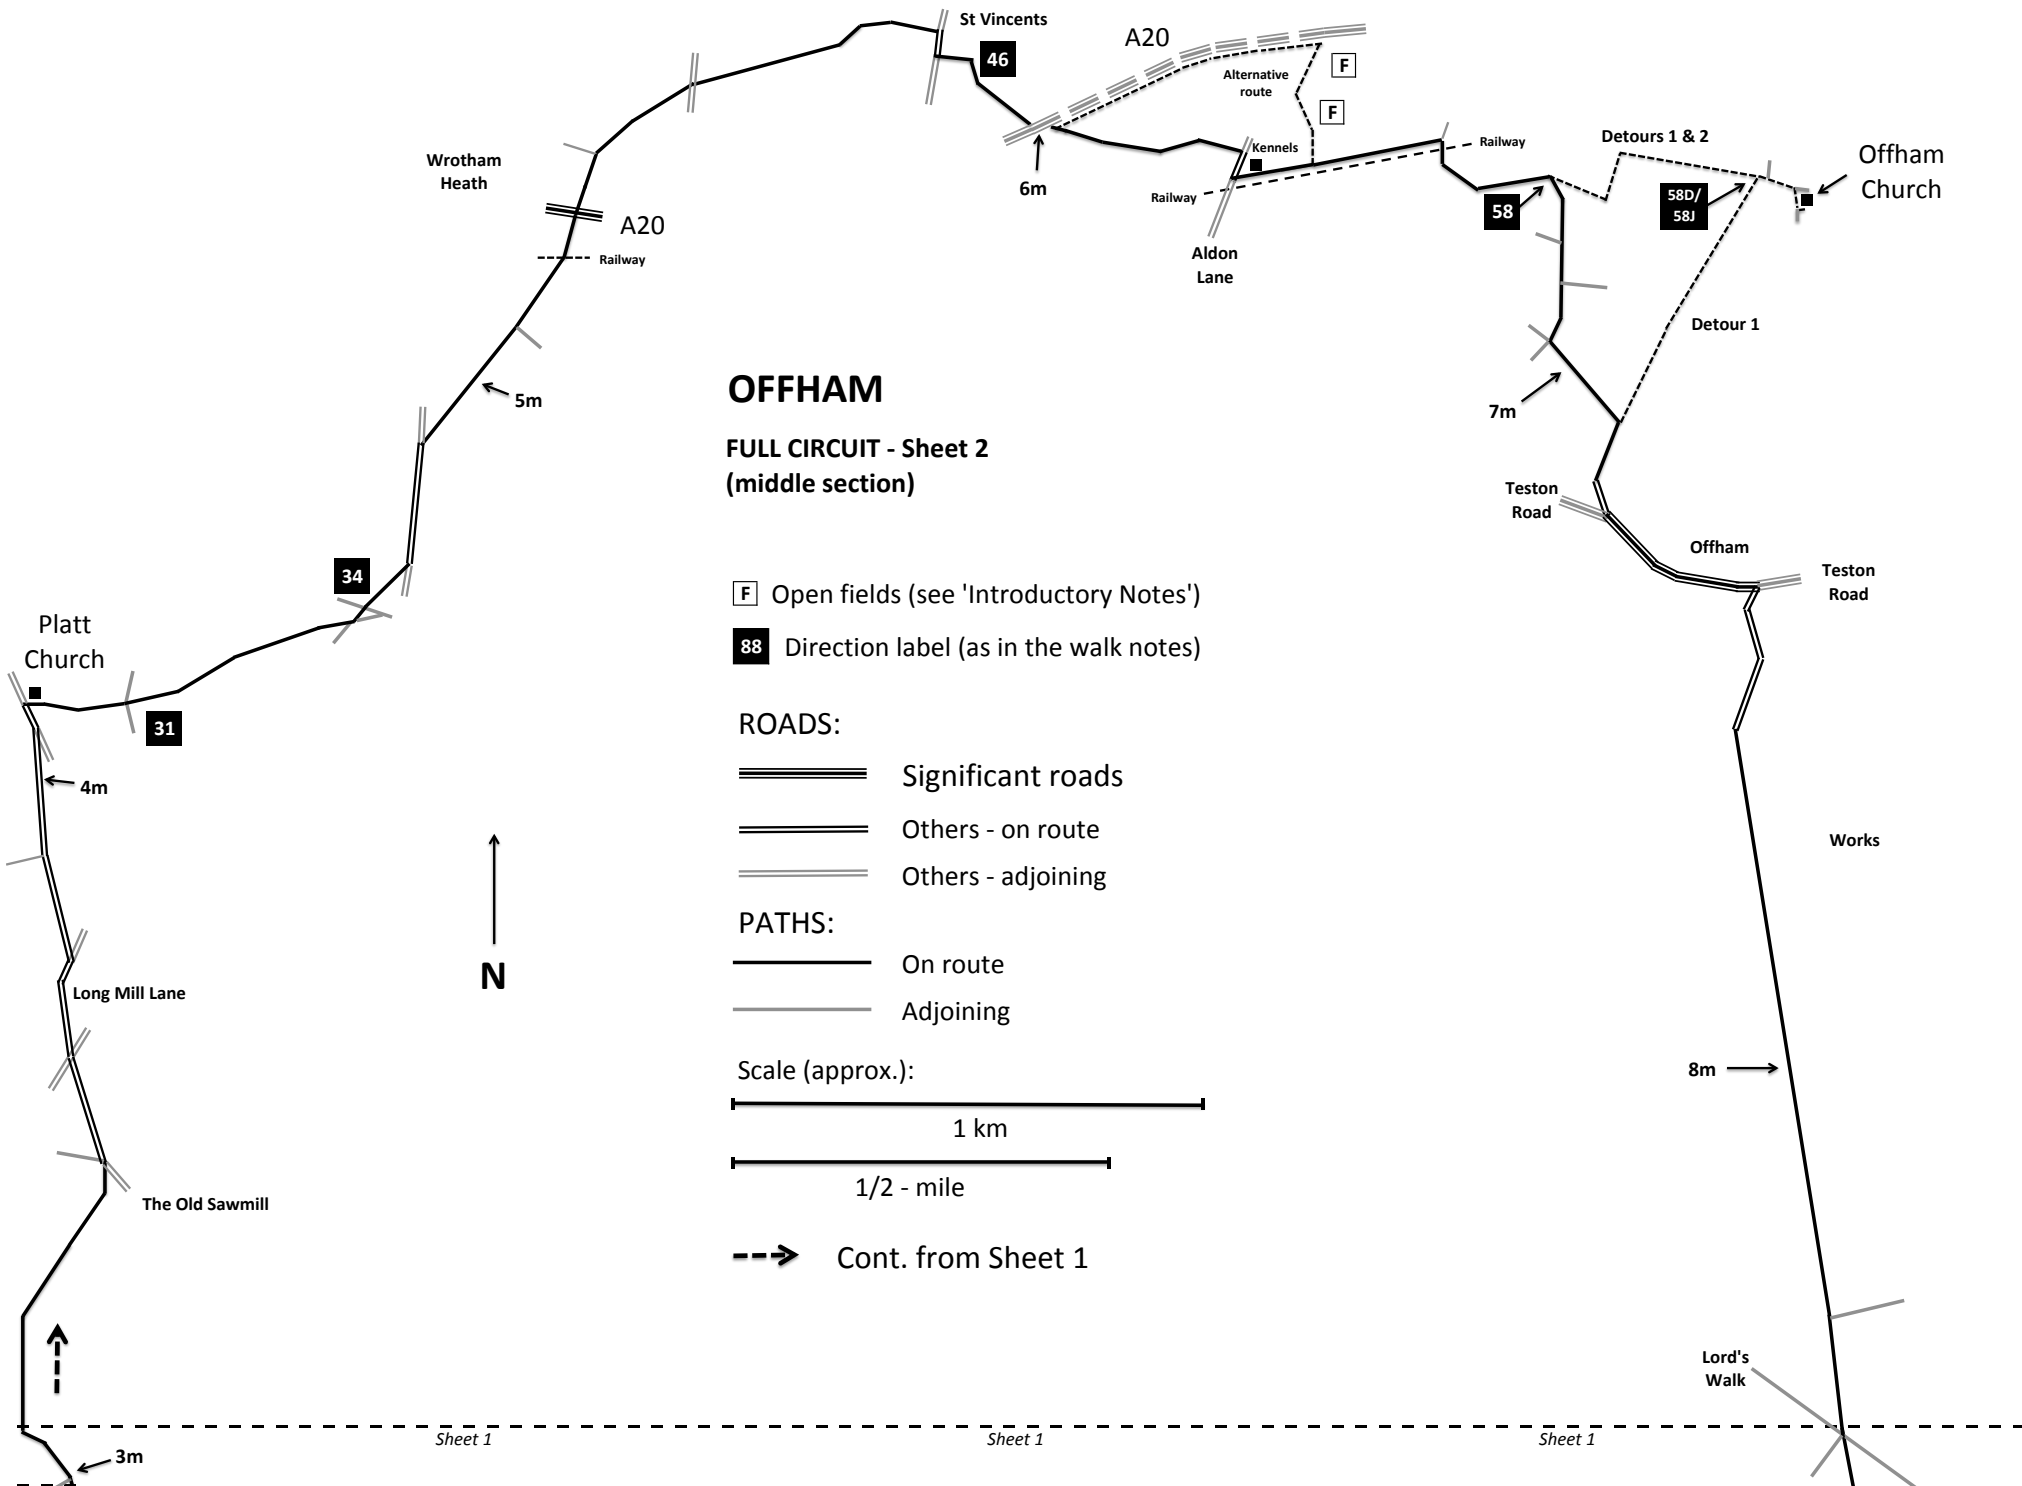 St Vincents
46
A20
F
Alternative
route
F
Kennels
Railway
Railway
6m
Aldon
Lane
Detours 1 & 2
Offham
Church
58
58D/
58J
Wrotham
Heath
A20
Railway
Detour 1
5m
7m
OFFHAM
FULL CIRCUIT - Sheet 2
(middle section)
Teston
Road
Offham
Teston
Road
34
F Open fields (see 'Introductory Notes')
88 Direction label (as in the walk notes)
Platt
Church
31
4m
ROADS:
Significant roads
Others - on route
Others - adjoining
PATHS:
On route
Adjoining
Works
N
Long Mill Lane
Scale (approx.):
1 km
1/2 - mile
8m
The Old Sawmill
Cont. from Sheet 1
Lord's
Walk
Sheet 1
Sheet 1
Sheet 1
3m